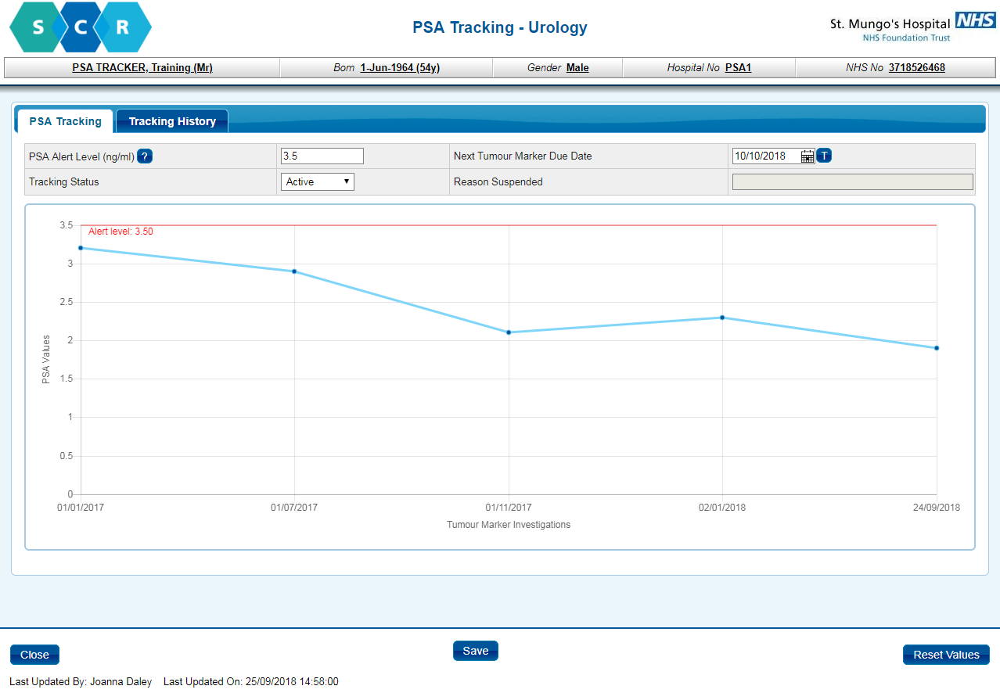 S C R
PSA Tracking - Urology
St. Mungo's Hospital NHS
NHS Foundation Trust
PSA TRACKER, Training (Mr) Born 1-Jun-1964 (54y) Gender Male Hospital No PSA1 NHS No 3718526468
PSA Tracking Tracking History
PSA Alert Level (ng/ml) ? 3.5 Next Tumour Marker Due Date 10/10/2018 T
Tracking Status Active Reason Suspended
3.5
Alert level: 3.50
3
2.5
2
PSA Values
1.5
1
0.5
0
01/01/2017 01/07/2017 01/11/2017 02/01/2018 24/09/2018
Tumour Marker Investigations
Close Save Reset Values
Last Updated By: Joanna Daley Last Updated On: 25/09/2018 14:58:00